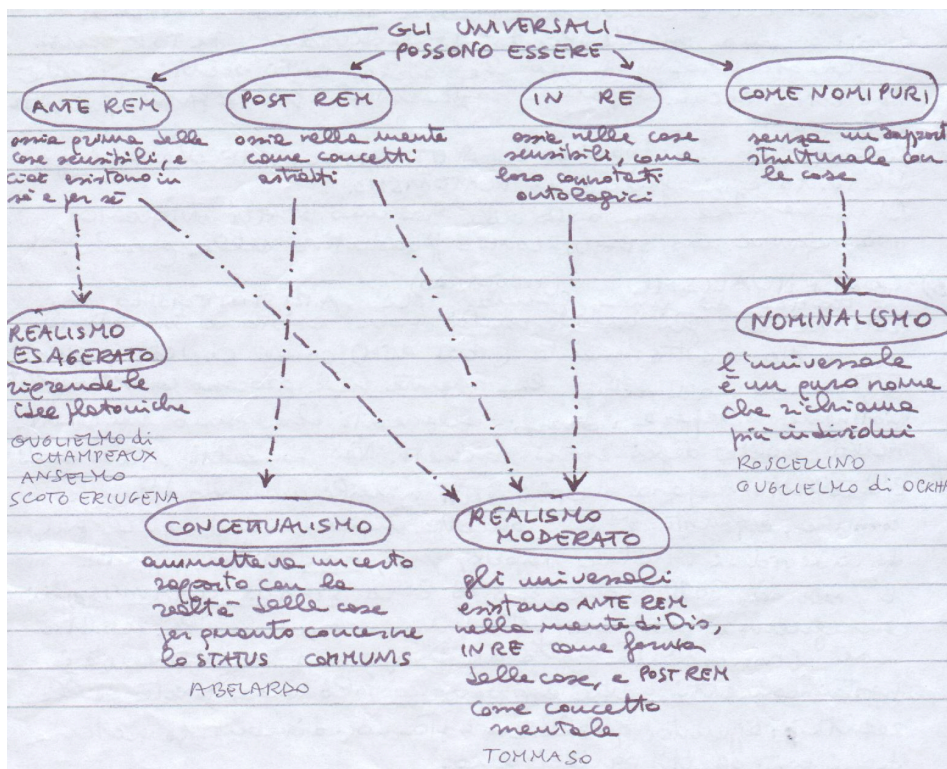 GLI UNIVERSALI
POSSONO ESSERE
ANTE REM
ossia prima delle
cose sensibili, e
cioè esistono in
sé e per sé
POST REM
ossia nella mente
come concetti
astratti
IN RE
ossia nelle cose
sensibili, come
loro connotati
ontologici
COME NOMI PURI
senza un rapporto
strutturale con
le cose
REALISMO
ESAGERATO
riprende le
idee platoniche
GUGLIELMO di
CHAMPEAUX
ANSELMO
SCOTO ERIUGENA
NOMINALISMO
l'universale
è un puro nome
che richiama
più individui
ROSCELLINO
GUGLIELMO di OCKHA
CONCETTUALISMO
ammetteva un certo
rapporto con la
realtà delle cose
per quanto concerne
lo STATUS COMMUNIS
ABELARDO
REALISMO
MODERATO
gli universali
esistono ANTE REM
nella mente di Dio,
IN RE come forma
delle cose, e POST REM
come concetto
mentale
TOMMASO